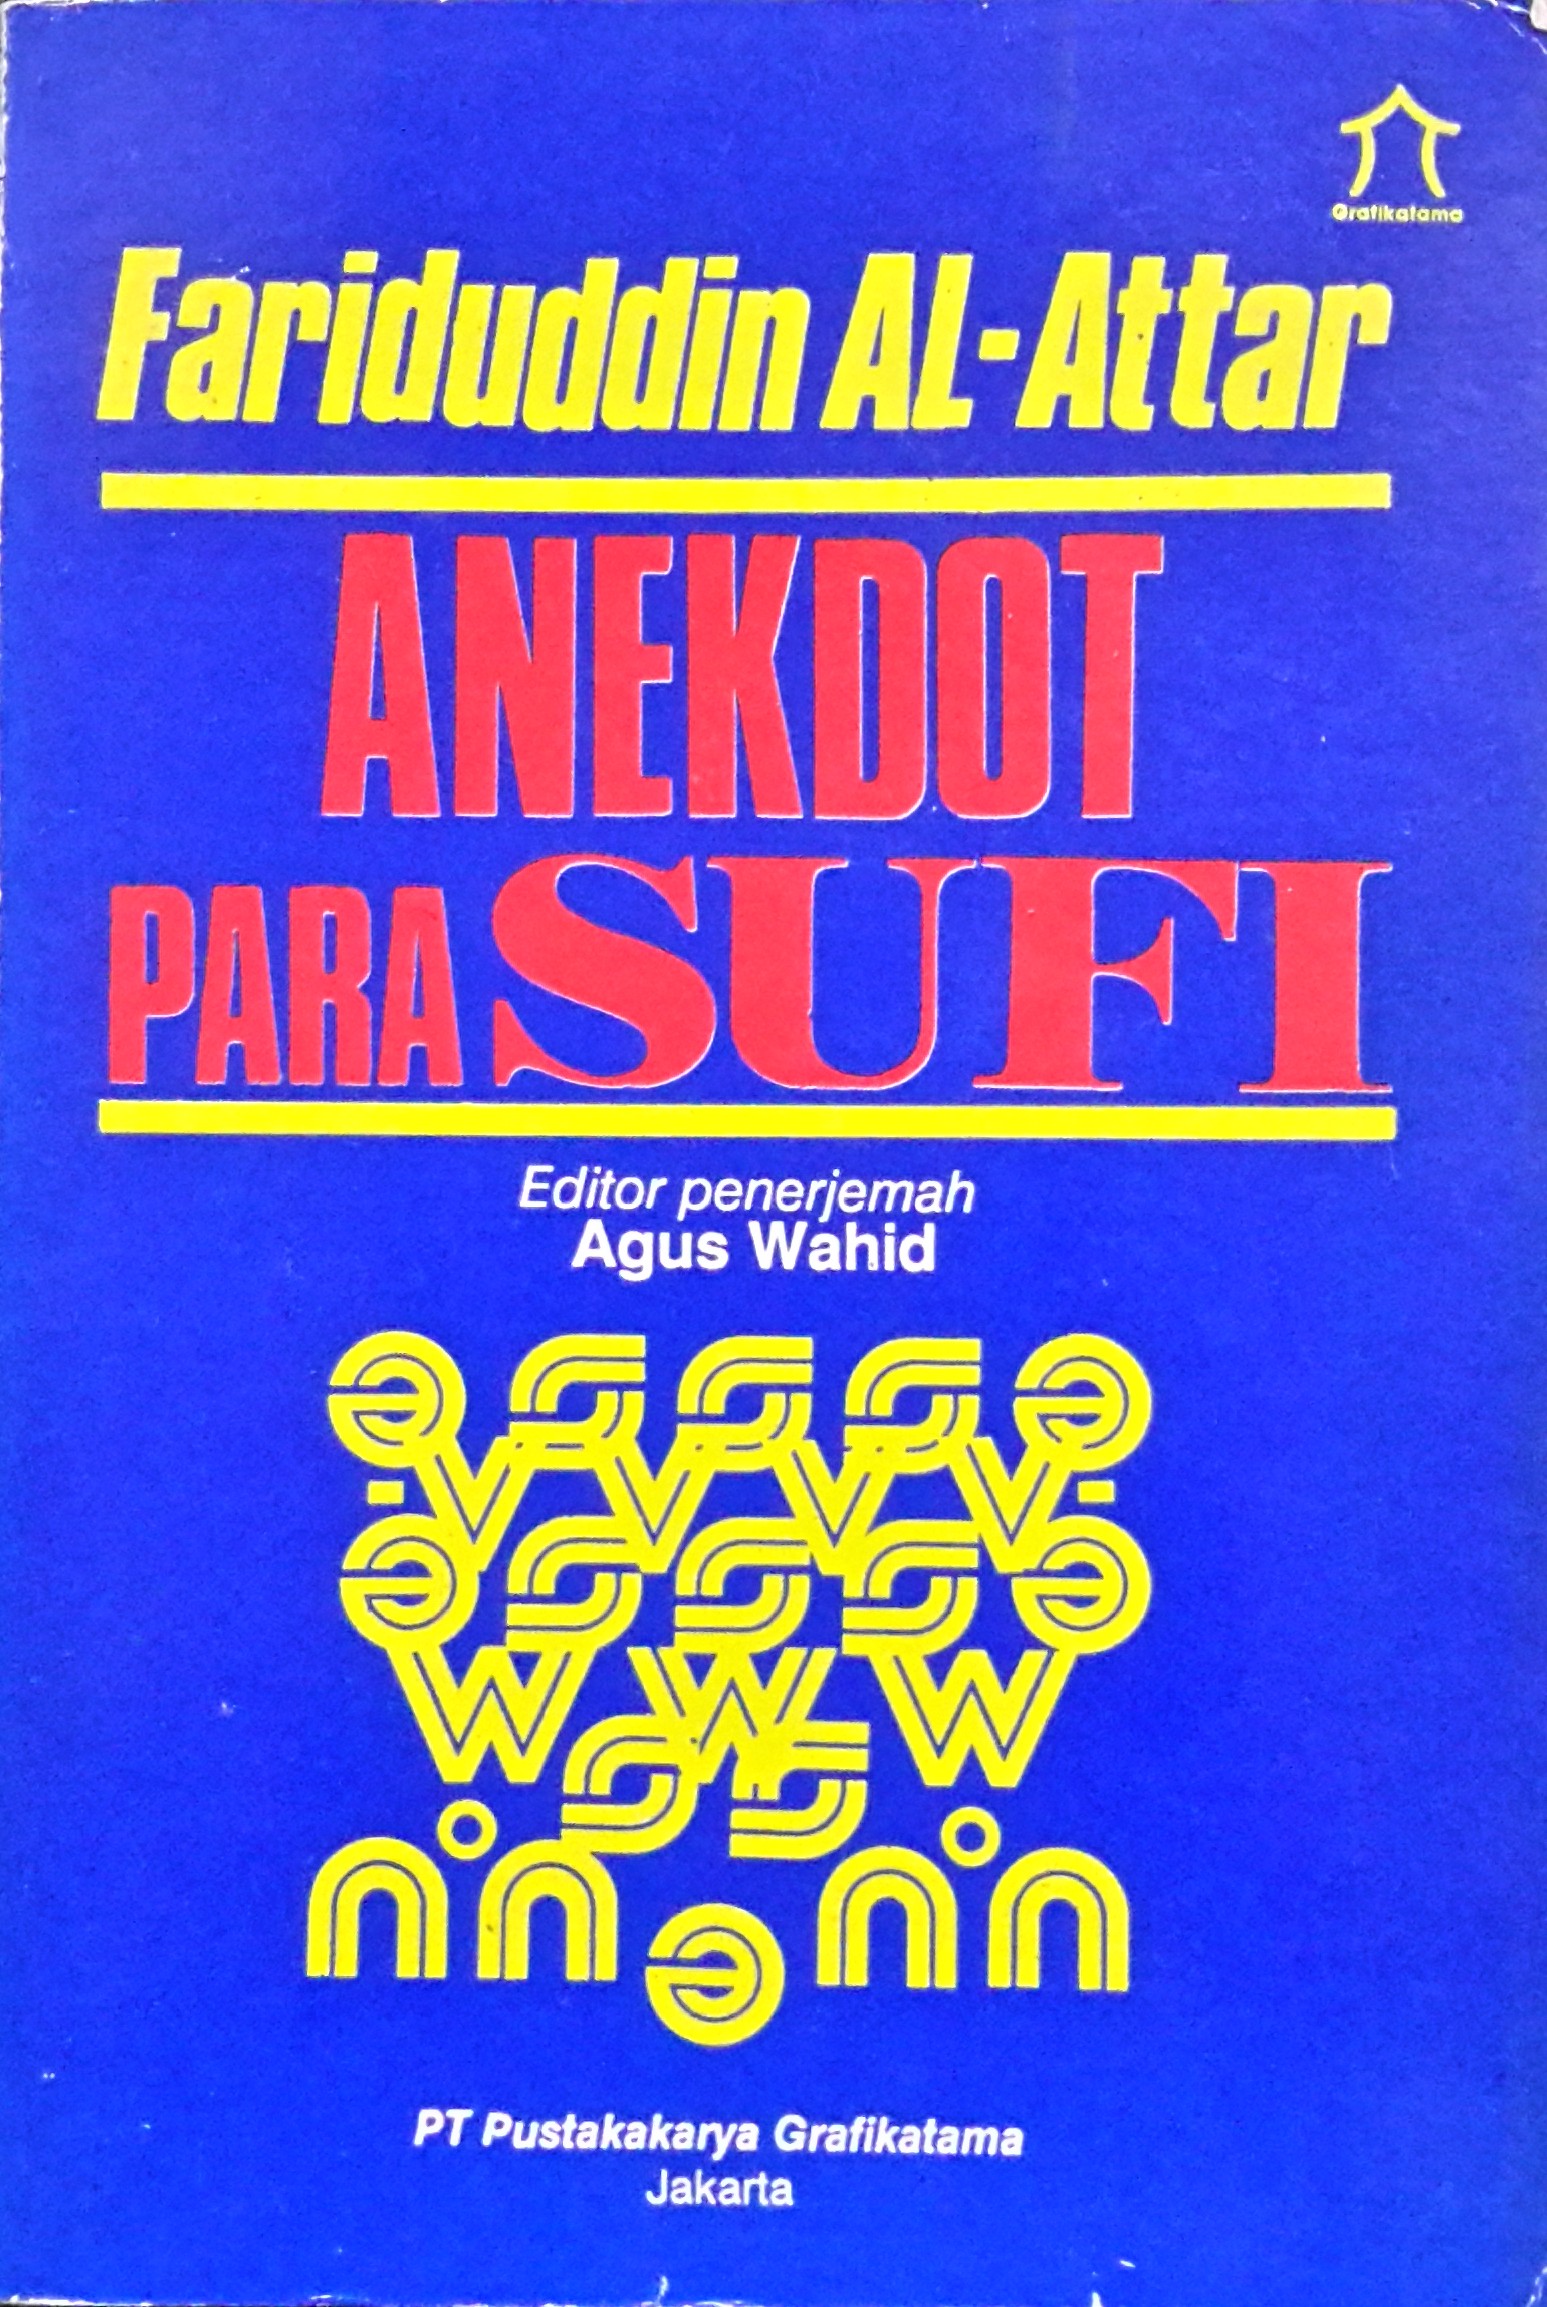 Grafikatama
Fariduddin AL-Attar
ANEKDOT
PARA SUFI
Editor penerjemah
Agus Wahid
PT Pustakakarya Grafikatama
Jakarta